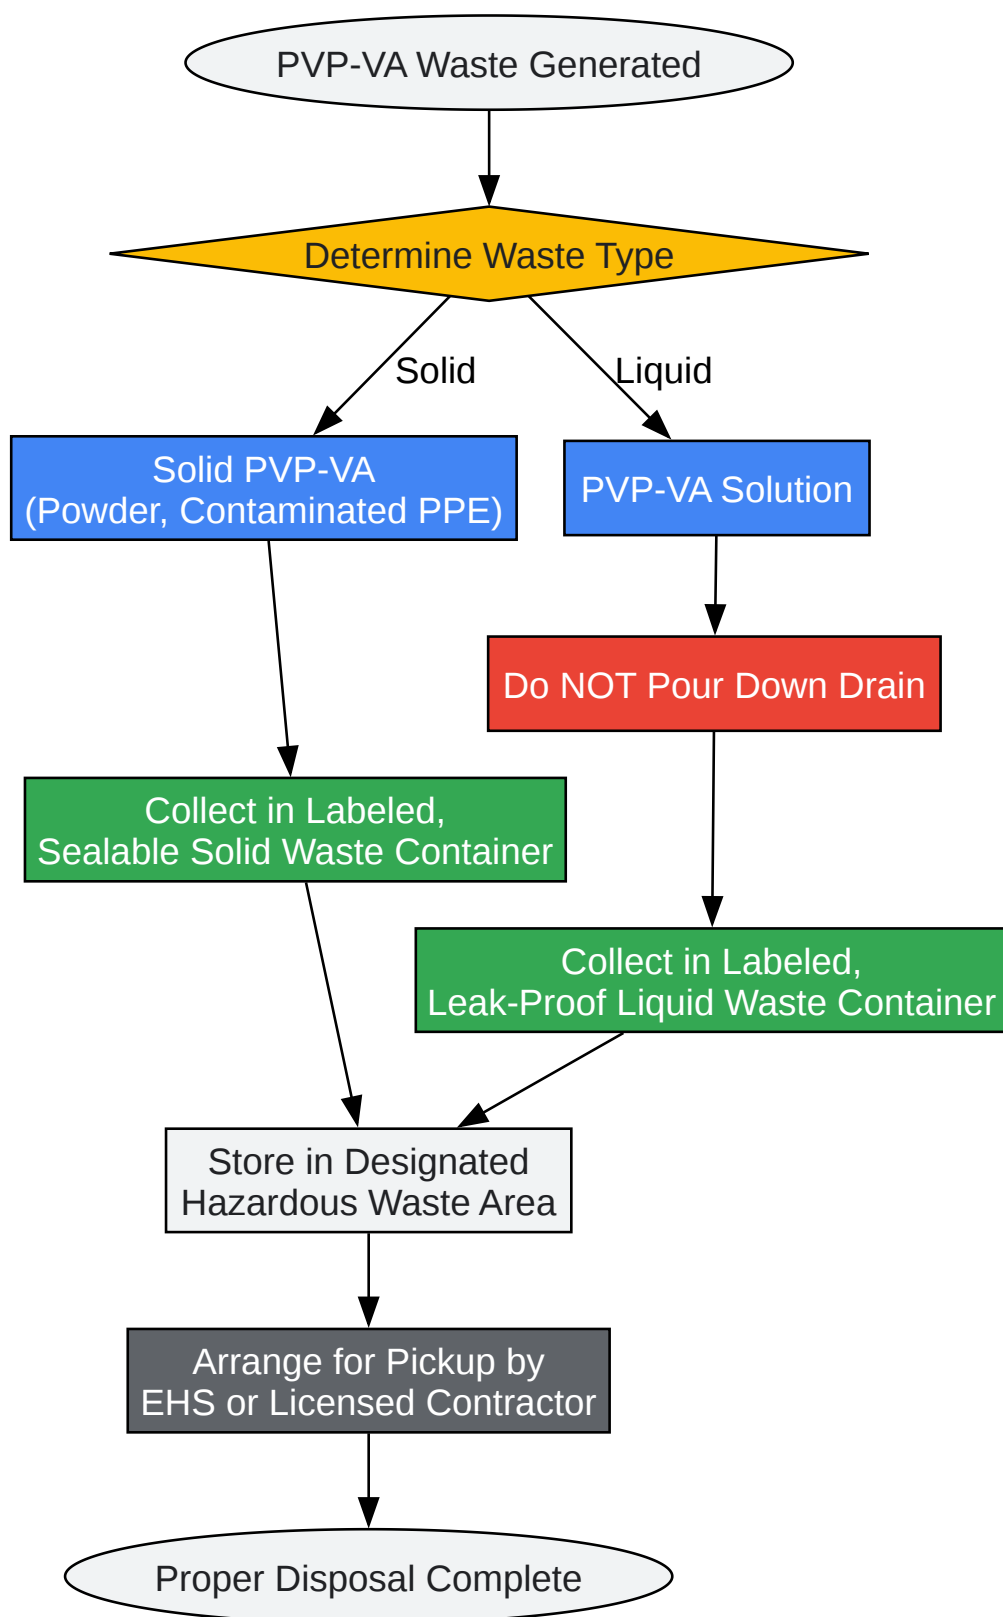 PVP-VA Waste Generated
Determine Waste Type
Solid
Liquid
Solid PVP-VA
(Powder, Contaminated PPE)
PVP-VA Solution
Do NOT Pour Down Drain
Collect in Labeled,
Sealable Solid Waste Container
Collect in Labeled,
Leak-Proof Liquid Waste Container
Store in Designated
Hazardous Waste Area
Arrange for Pickup by
EHS or Licensed Contractor
Proper Disposal Complete